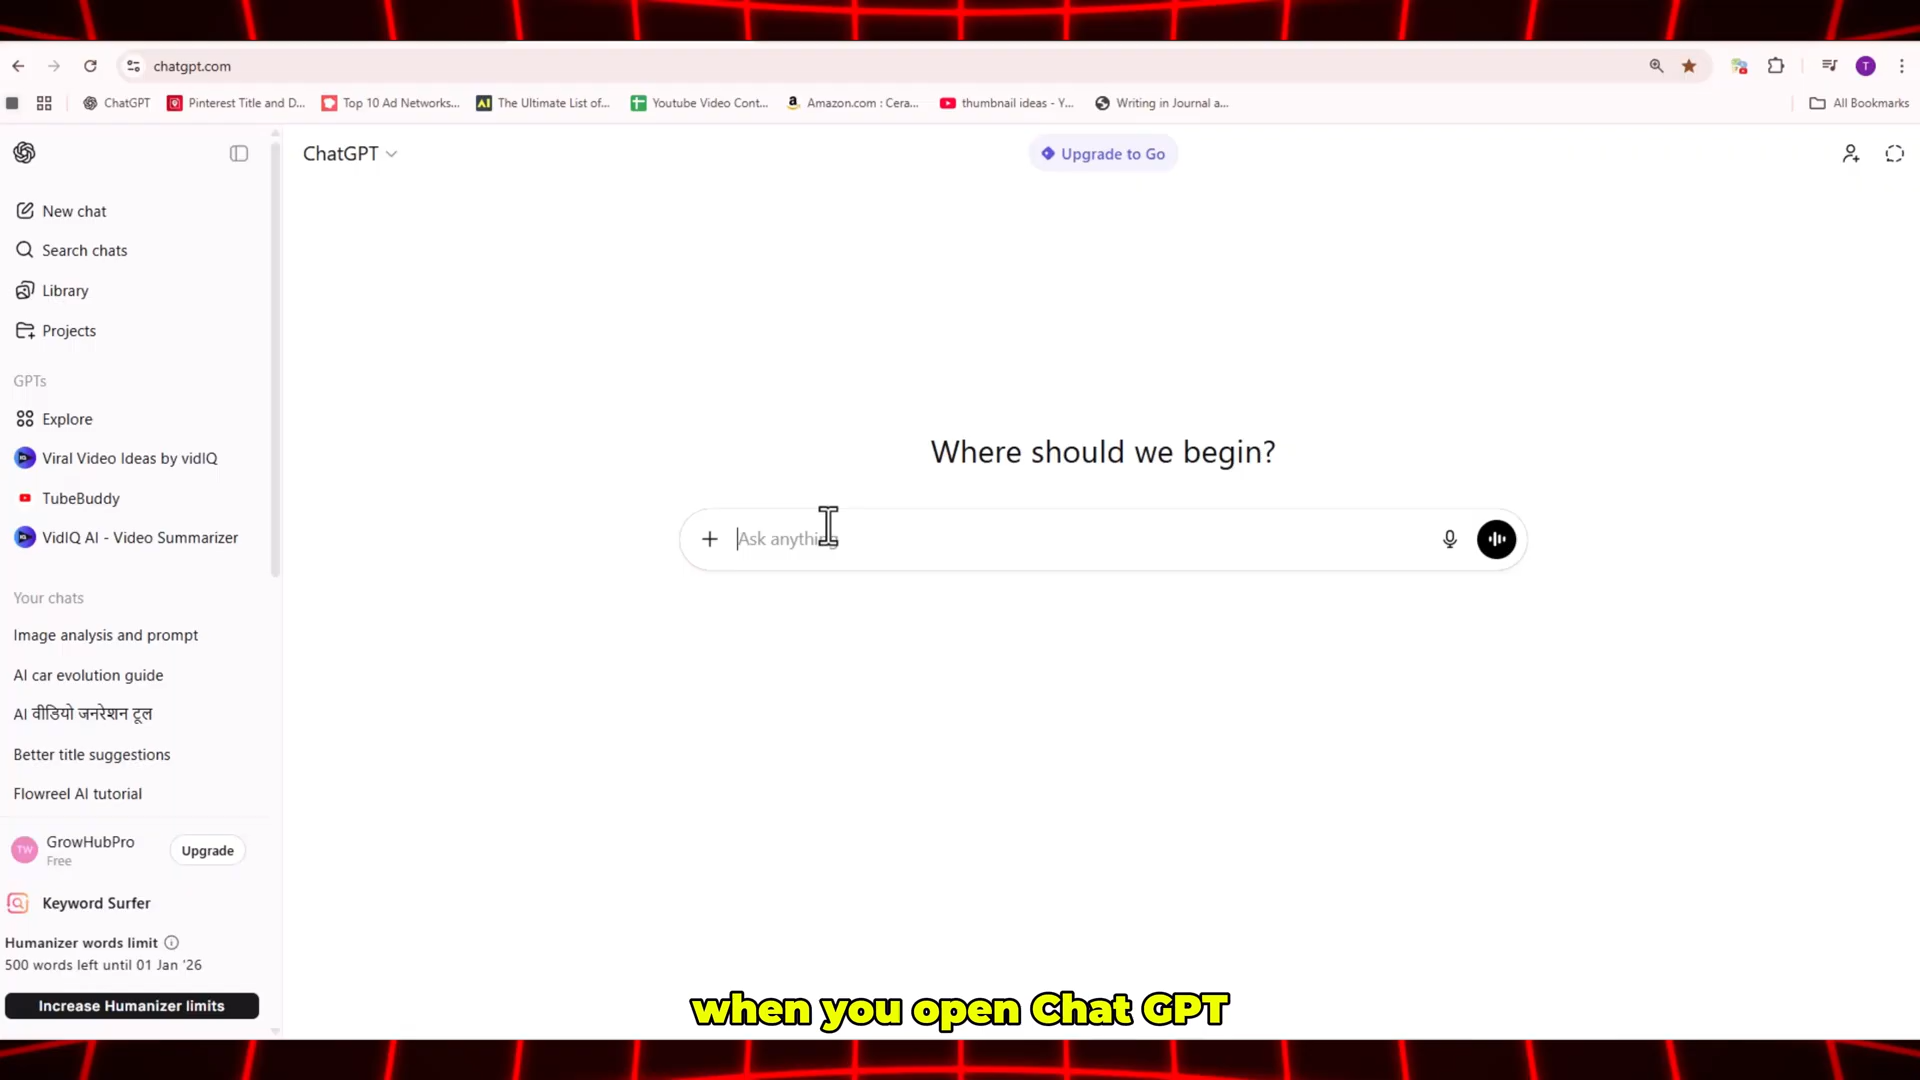 chatgpt.com
T
ChatGPT
Pinterest Title and D...
Top 10 Ad Networks...
The Ultimate List of...
Youtube Video Cont...
Amazon.com : Cera...
thumbnail ideas - Y...
Writing in Journal a...
All Bookmarks
ChatGPT
Upgrade to Go
New chat
Search chats
Library
Projects
GPTs
Explore
Viral Video Ideas by vidIQ
TubeBuddy
VidIQ AI - Video Summarizer
Your chats
Image analysis and prompt
AI car evolution guide
AI वीडियो जनरेशन टूल
Better title suggestions
Flowreel AI tutorial
TW
GrowHubPro
Free
Upgrade
Keyword Surfer
Humanizer words limit
500 words left until 01 Jan '26
Increase Humanizer limits
Where should we begin?
Ask anything
when you open Chat GPT